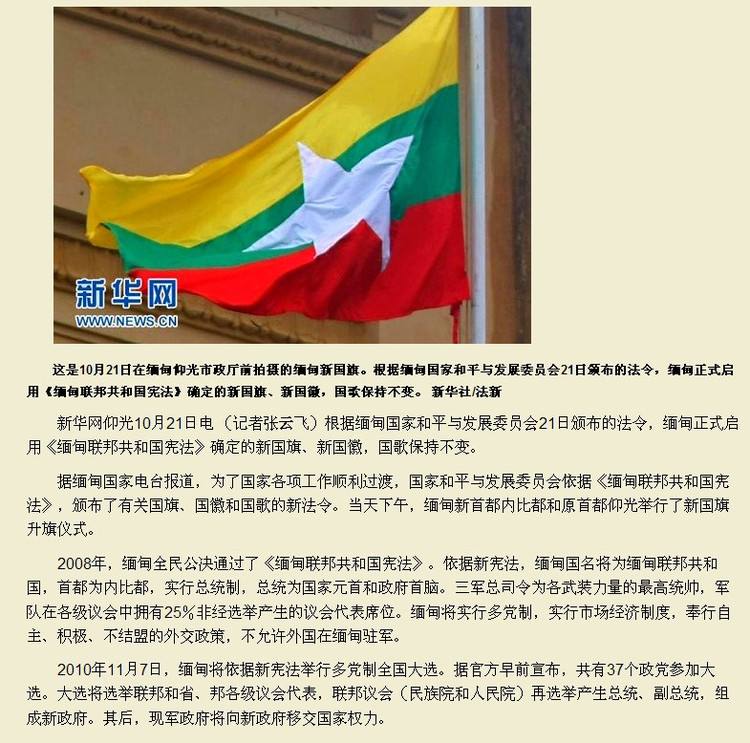 新华网
WWW.NEWS.CN
这是10月21日在缅甸仰光市政厅前拍摄的缅甸新国旗。根据缅甸国家和平与发展委员会21日颁布的法令，缅甸正式启
用《缅甸联邦共和国宪法》确定的新国旗、新国徽，国歌保持不变。 新华社/法新
新华网仰光10月21日电 （记者张云飞）根据缅甸国家和平与发展委员会21日颁布的法令，缅甸正式启
用《缅甸联邦共和国宪法》确定的新国旗、新国徽，国歌保持不变。
据缅甸国家电台报道，为了国家各项工作顺利过渡，国家和平与发展委员会依据《缅甸联邦共和国宪
法》，颁布了有关国旗、国徽和国歌的新法令。当天下午，缅甸新首都内比都和原首都仰光举行了新国旗
升旗仪式。
2008年，缅甸全民公决通过了《缅甸联邦共和国宪法》。依据新宪法，缅甸国名将为缅甸联邦共和
国，首都为内比都，实行总统制，总统为国家元首和政府首脑。三军总司令为各武装力量的最高统帅，军
队在各级议会中拥有25%非经选举产生的议会代表席位。缅甸将实行多党制，实行市场经济制度，奉行自
主、积极、不结盟的外交政策，不允许外国在缅甸驻军。
2010年11月7日，缅甸将依据新宪法举行多党制全国大选。据官方早前宣布，共有37个政党参加大
选。大选将选举联邦和省、邦各级议会代表，联邦议会（民族院和人民院）再选举产生总统、副总统，组
成新政府。其后，现军政府将向新政府移交国家权力。